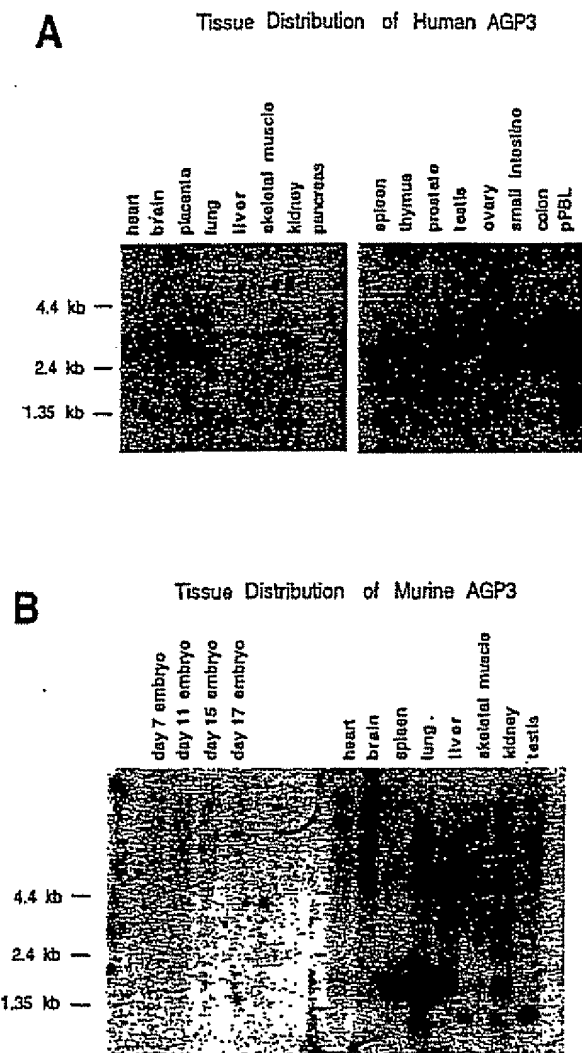 A
Tissue Distribution of Human AGP3
heart
brain
placenta
lung
liver
skeletal muscle
kidney
pancreas
spleen
thymus
prostate
testis
ovary
small intestine
colon
pPBL
4.4 kb
2.4 kb
1.35 kb
B
Tissue Distribution of Murine AGP3
day 7 embryo
day 11 embryo
day 15 embryo
day 17 embryo
heart
brain
spleen
lung
liver
skeletal muscle
kidney
testis
4.4 kb
2.4 kb
1.35 kb